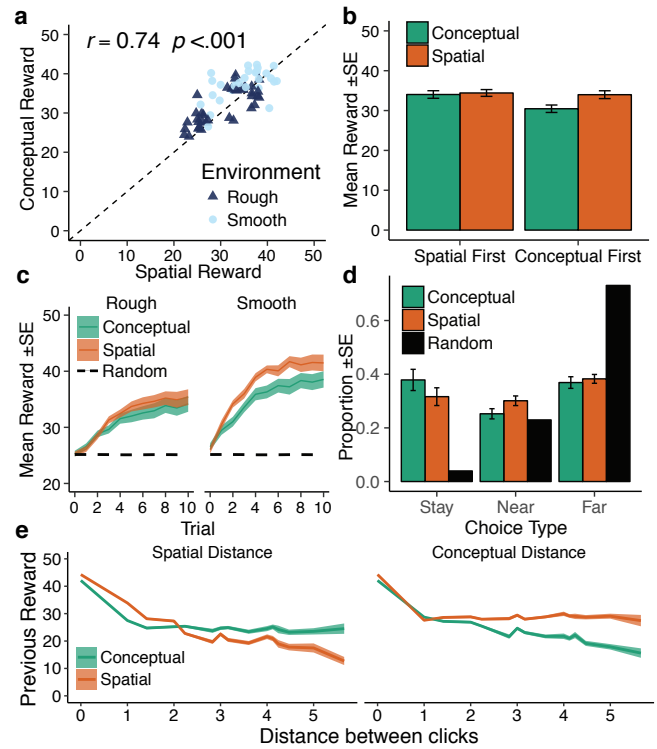 a
r = 0.74 p <.001
Conceptual Reward
50
40
30
20
10
0
Environment
Rough
Smooth
0 10 20 30 40 50
Spatial Reward
b
Conceptual
Spatial
Mean Reward ±SE
50
40
30
20
10
0
Spatial First Conceptual First
c
Rough Smooth
Conceptual
Spatial
Random
Mean Reward ±SE
50
40
30
20
0 2 4 6 8 10 0 2 4 6 8 10
Trial
d
Conceptual
Spatial
Random
Proportion ±SE
0.6
0.4
0.2
0.0
Stay Near Far
Choice Type
e
Spatial Distance Conceptual Distance
Previous Reward
50
40
30
20
10
0
Conceptual
Spatial
0 1 2 3 4 5 0 1 2 3 4 5
Distance between clicks